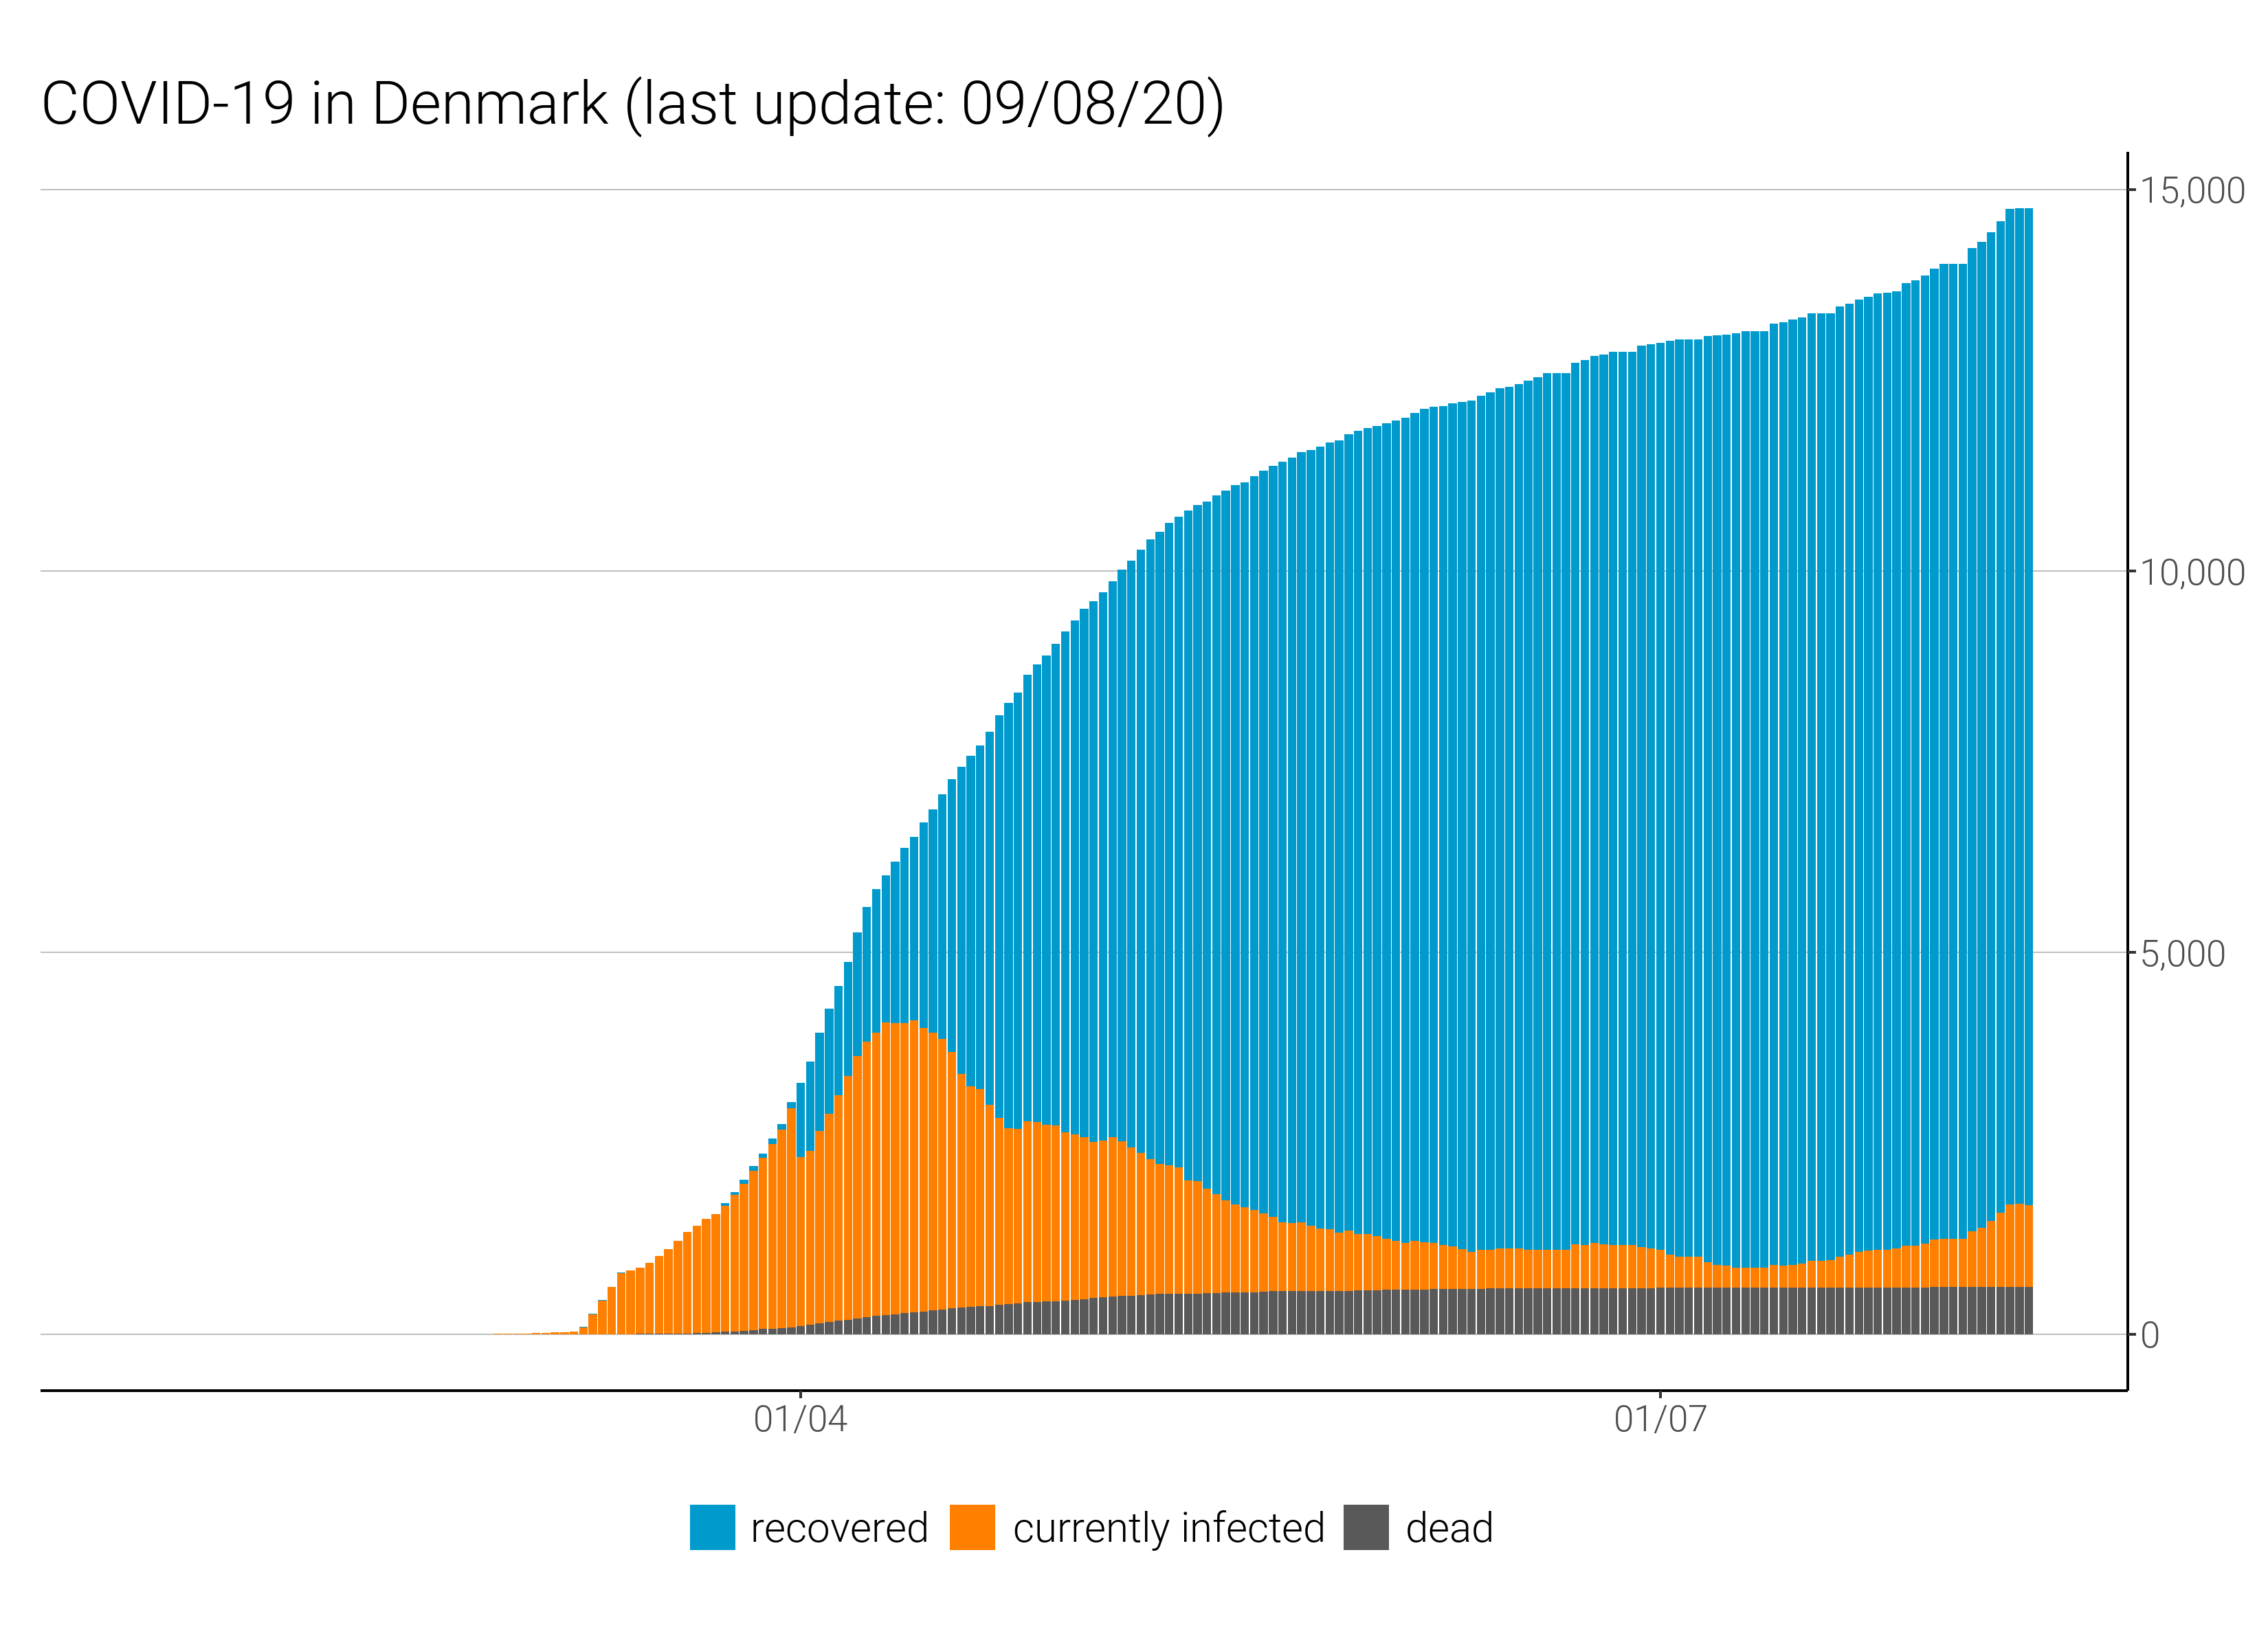 COVID-19 in Denmark (last update: 09/08/20)
15,000
10,000
5,000
0
01/04 01/07
recovered currently infected dead